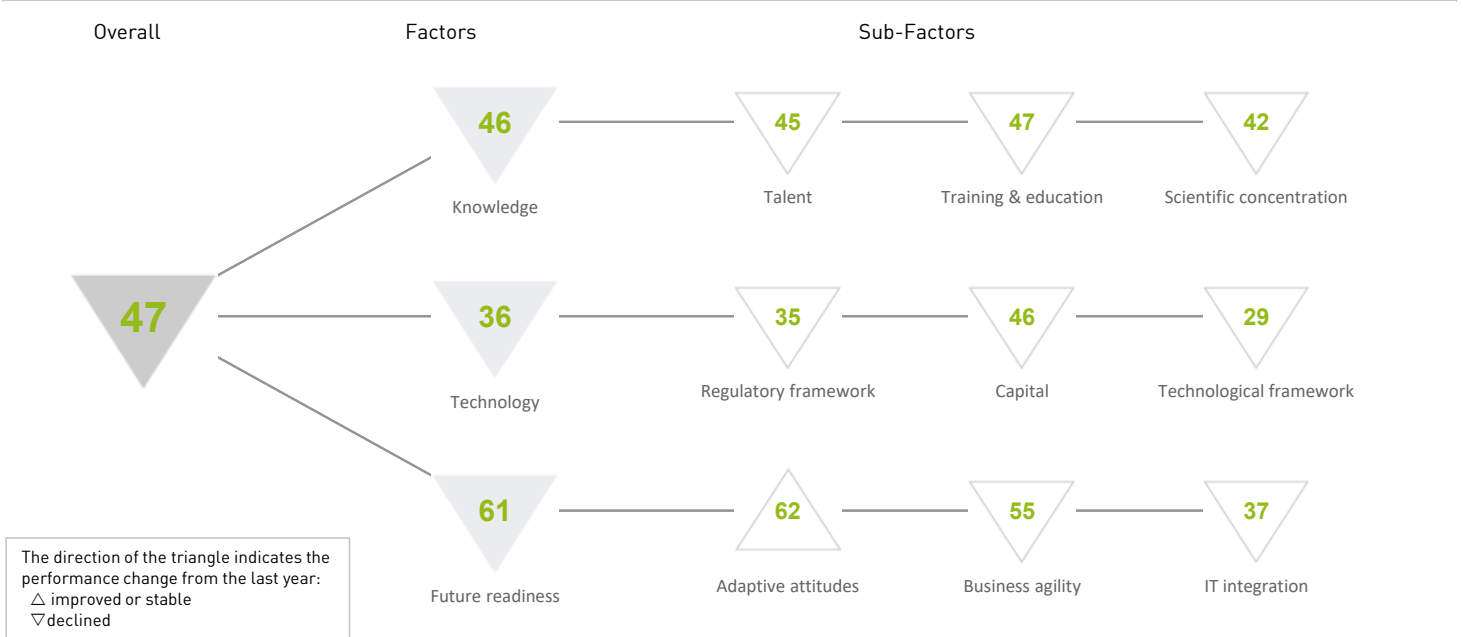 Overall
Factors
Sub-Factors
46
45
47
42
Knowledge
Talent
Training & education
Scientific concentration
47
36
35
46
29
Technology
Regulatory framework
Capital
Technological framework
61
62
55
37
Future readiness
Adaptive attitudes
Business agility
IT integration
The direction of the triangle indicates the
performance change from the last year:
△ improved or stable
▽declined